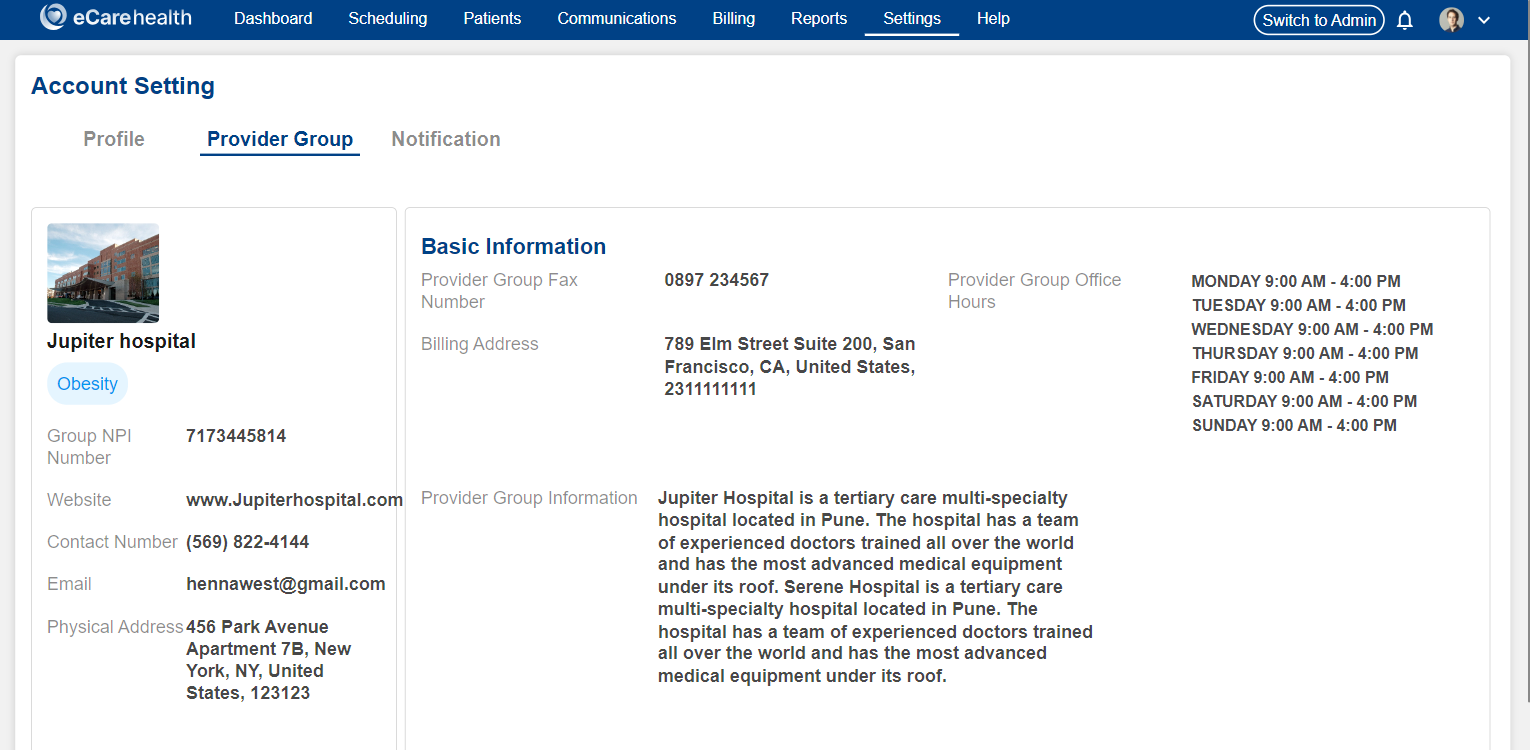 eCarehealth
Dashboard
Scheduling
Patients
Communications
Billing
Reports
Settings
Help
Switch to Admin
Account Setting
Profile
Provider Group
Notification
Jupiter hospital
Obesity
Group NPI
Number
7173445814
Website
www.Jupiterhospital.com
Contact Number
(569) 822-4144
Email
hennawest@gmail.com
Physical Address
456 Park Avenue
Apartment 7B, New
York, NY, United
States, 123123
Basic Information
Provider Group Fax
Number
0897 234567
Billing Address
789 Elm Street Suite 200, San
Francisco, CA, United States,
2311111111
Provider Group Office
Hours
MONDAY 9:00 AM - 4:00 PM
TUESDAY 9:00 AM - 4:00 PM
WEDNESDAY 9:00 AM - 4:00 PM
THURSDAY 9:00 AM - 4:00 PM
FRIDAY 9:00 AM - 4:00 PM
SATURDAY 9:00 AM - 4:00 PM
SUNDAY 9:00 AM - 4:00 PM
Provider Group Information
Jupiter Hospital is a tertiary care multi-specialty
hospital located in Pune. The hospital has a team
of experienced doctors trained all over the world
and has the most advanced medical equipment
under its roof. Serene Hospital is a tertiary care
multi-specialty hospital located in Pune. The
hospital has a team of experienced doctors trained
all over the world and has the most advanced
medical equipment under its roof.